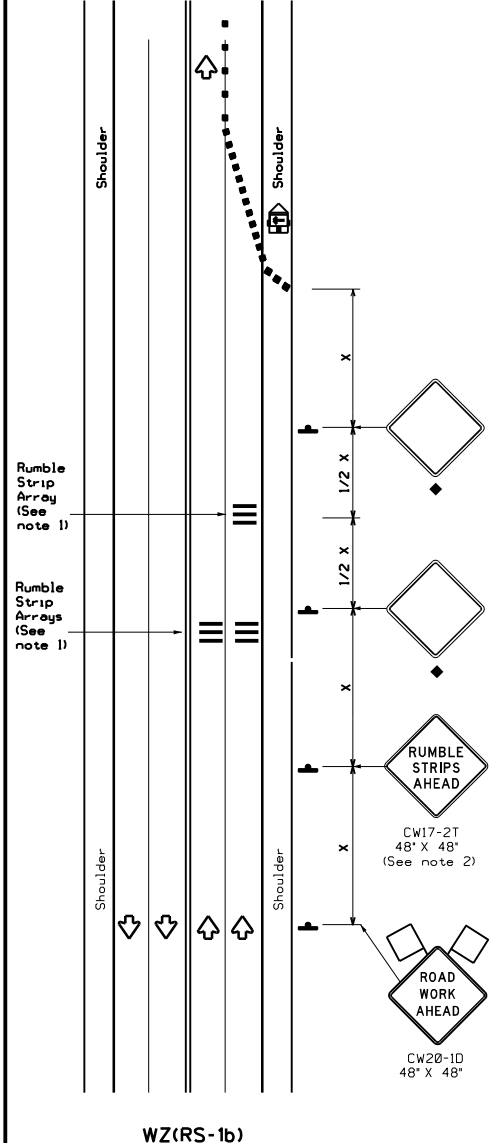 Shoulder
Shoulder
X
1/2 X
Rumble
Strip
Array
(See
note 1)
1/2 X
Rumble
Strip
Arrays
(See
note 1)
X
RUMBLE
STRIPS
AHEAD
CW17-2T
48" X 48"
(See note 2)
X
Shoulder
Shoulder
ROAD
WORK
AHEAD
CW20-1D
48" X 48"
WZ(RS-1b)